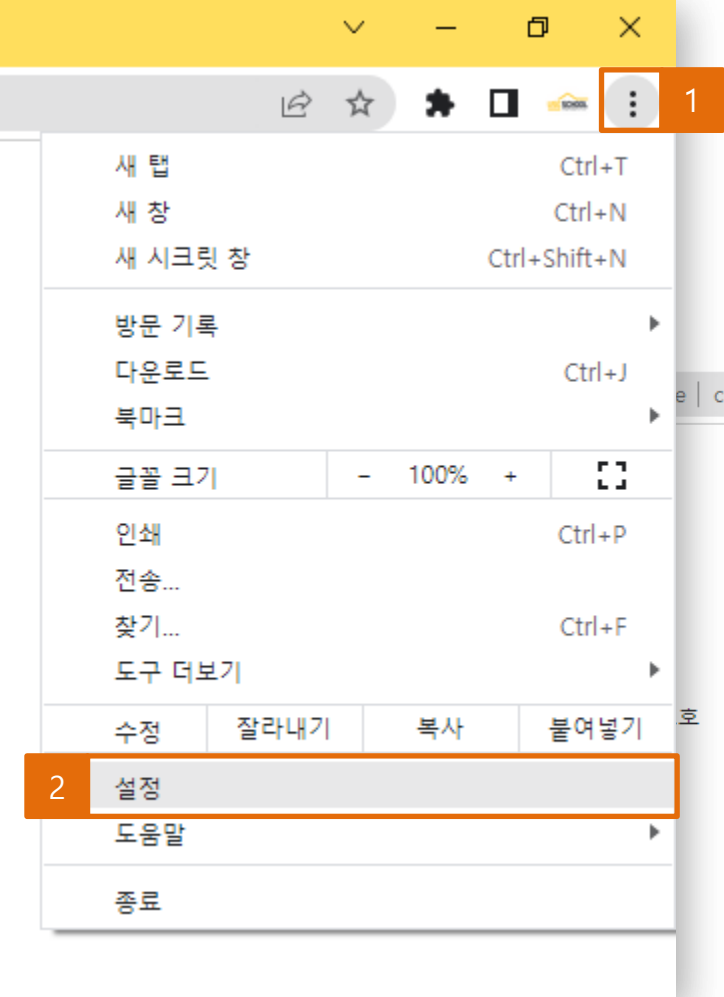 SCHOOL
1
새 탭 Ctrl+T
새 창 Ctrl+N
새 시크릿 창 Ctrl+Shift+N
방문 기록
다운로드 Ctrl+J
e | c
북마크
글꼴 크기 - 100% +
인쇄 Ctrl+P
전송...
찾기... Ctrl+F
도구 더보기
호
수정 잘라내기 복사 붙여넣기
2 설정
도움말
종료